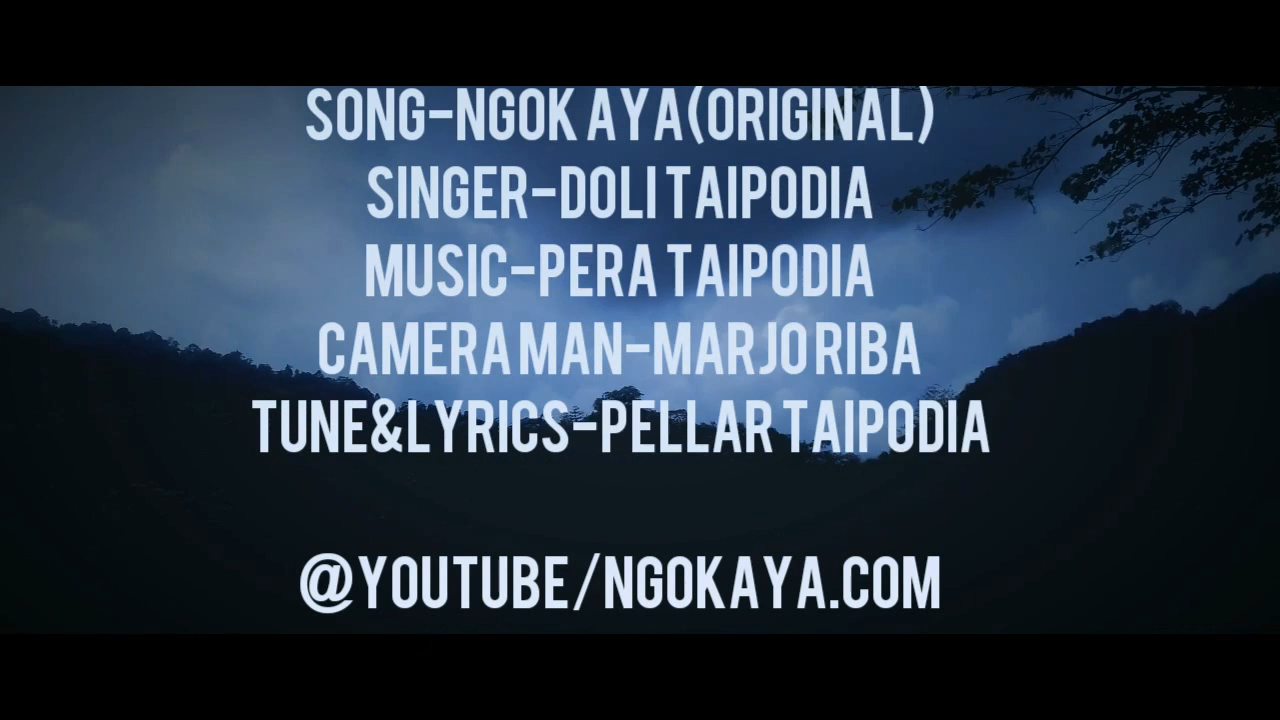 SONG-NGOK AYA(ORIGINAL)
SINGER-DOLI TAIPODIA
MUSIC-PERA TAIPODIA
CAMERA MAN-MARJO RIBA
TUNE&LYRICS-PELLAR TAIPODIA
@YOUTUBE/NGOKAYA.COM